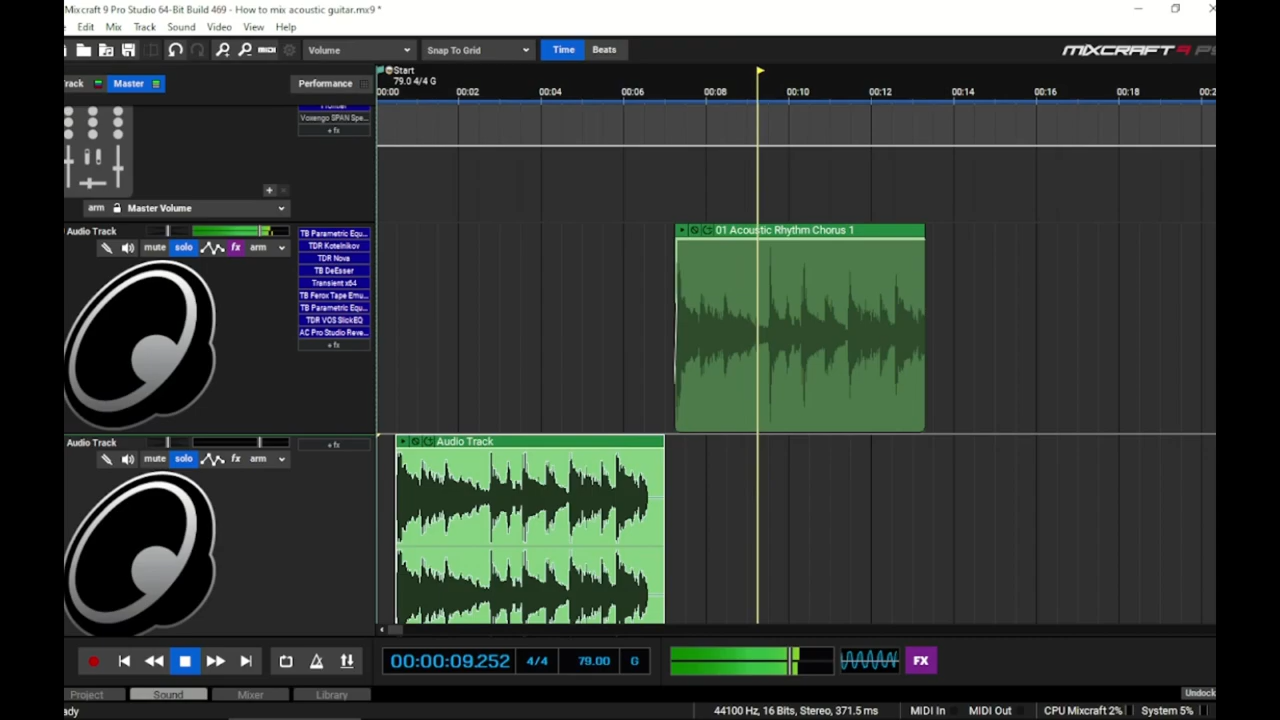 Mixcraft 9 Pro Studio 64-Bit Build 469 - How to mix acoustic guitar.mx9 *
Edit Mix Track Sound Video View Help
MIDI Volume Snap To Grid Time Beats MIXCRAFT 9 PS
rack Master Performance
Start
79.0 4/4 G
00:00 00:02 00:04 00:06 00:08 00:10 00:12 00:14 00:16 00:18 00:2
Voxengo SPAN Spe...
+ fx
arm Master Volume
Audio Track
mute solo fx arm
TB Parametric Equ...
TDR Kotelnikov
TDR Nova
TB DeEsser
Transient x64
TB Ferox Tape Emu...
TB Parametric Equ...
TDR VOS SlickEQ
AC Pro Studio Reve...
+ fx
01 Acoustic Rhythm Chorus 1
Audio Track
mute solo fx arm
+ fx
Audio Track
00:00:09.252 4/4 79.00 G FX
Project Sound Mixer Library Undock
ady 44100 Hz, 16 Bits, Stereo, 371.5 ms MIDI In MIDI Out CPU Mixcraft 2% System 5%